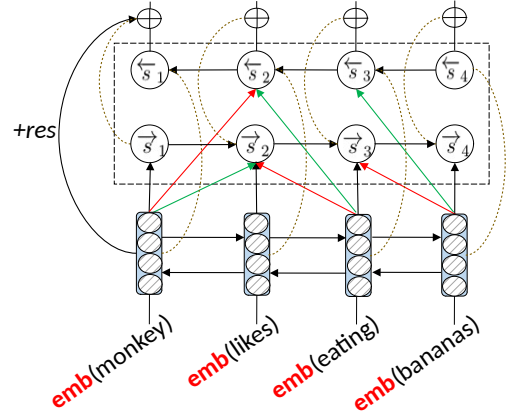 ←s 1 ←s 2 ←s 3 ←s 4
+res
→s 1 →s 2 →s 3 →s 4
emb(monkey)
emb(likes)
emb(eating)
emb(bananas)